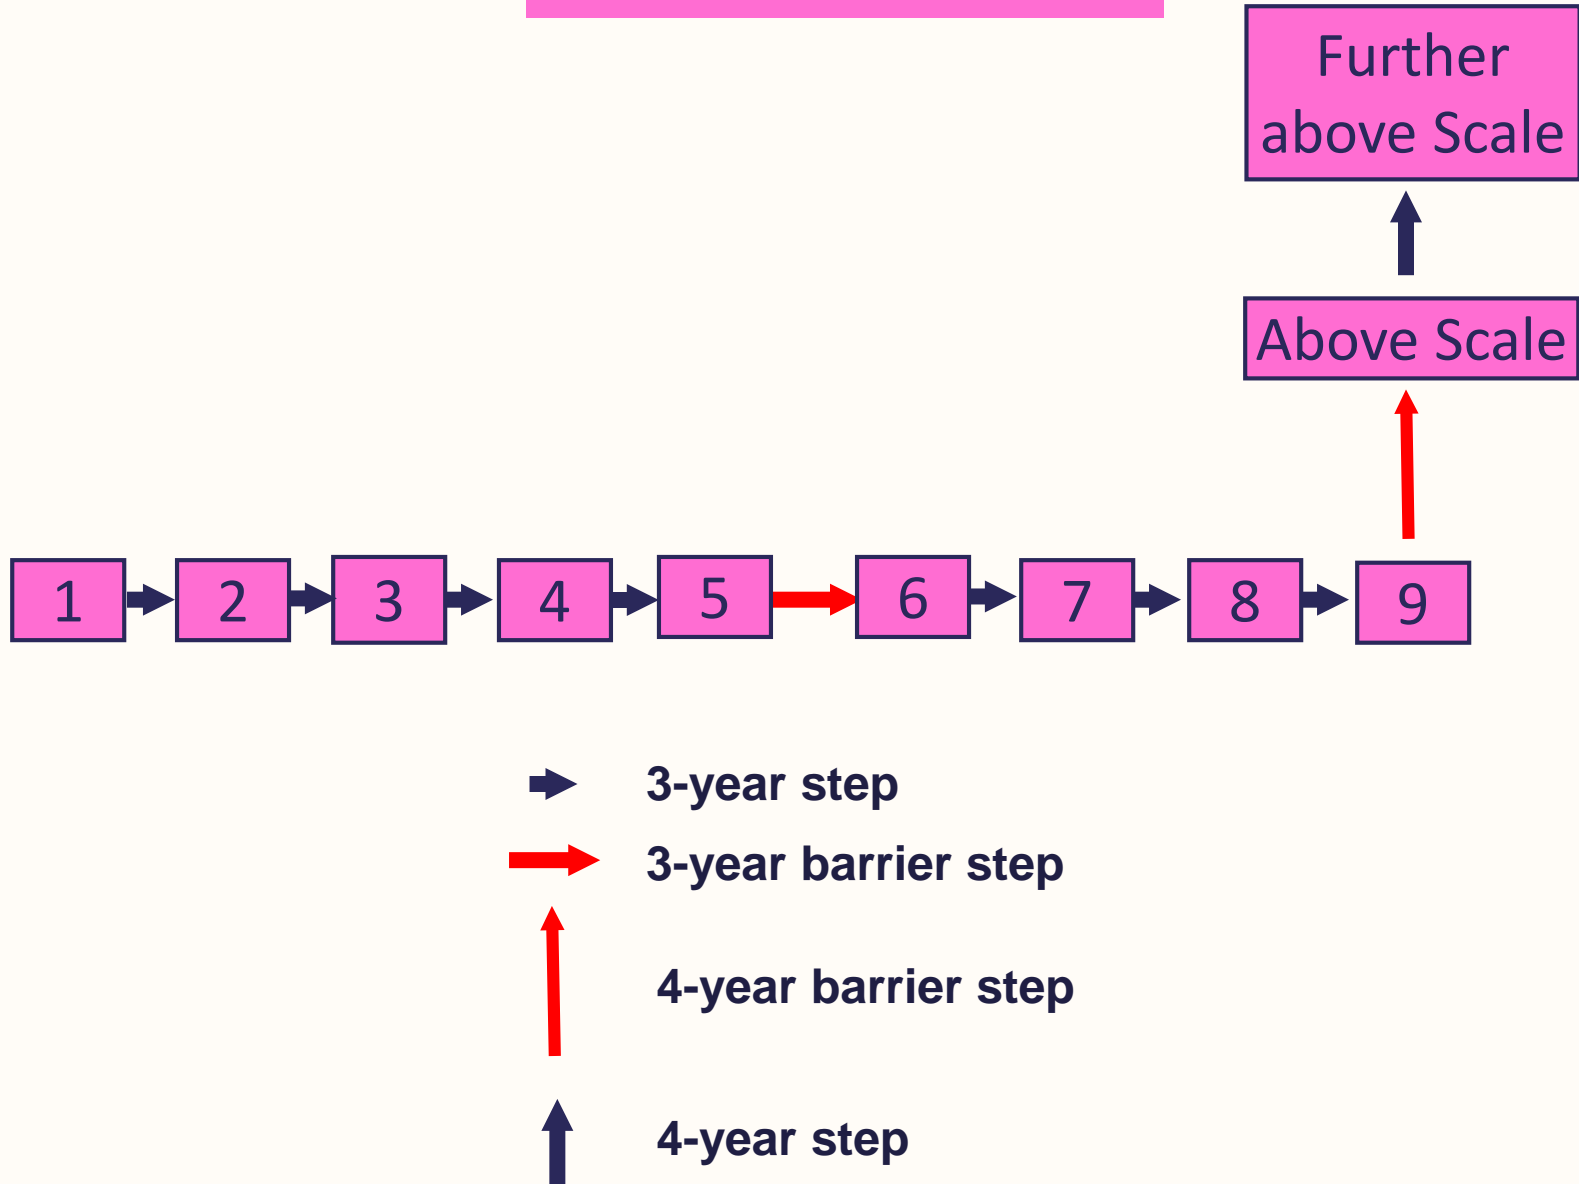 Further
above Scale
Above Scale
1 2 3 4 5 6 7 8 9
3-year step
3-year barrier step
4-year barrier step
4-year step